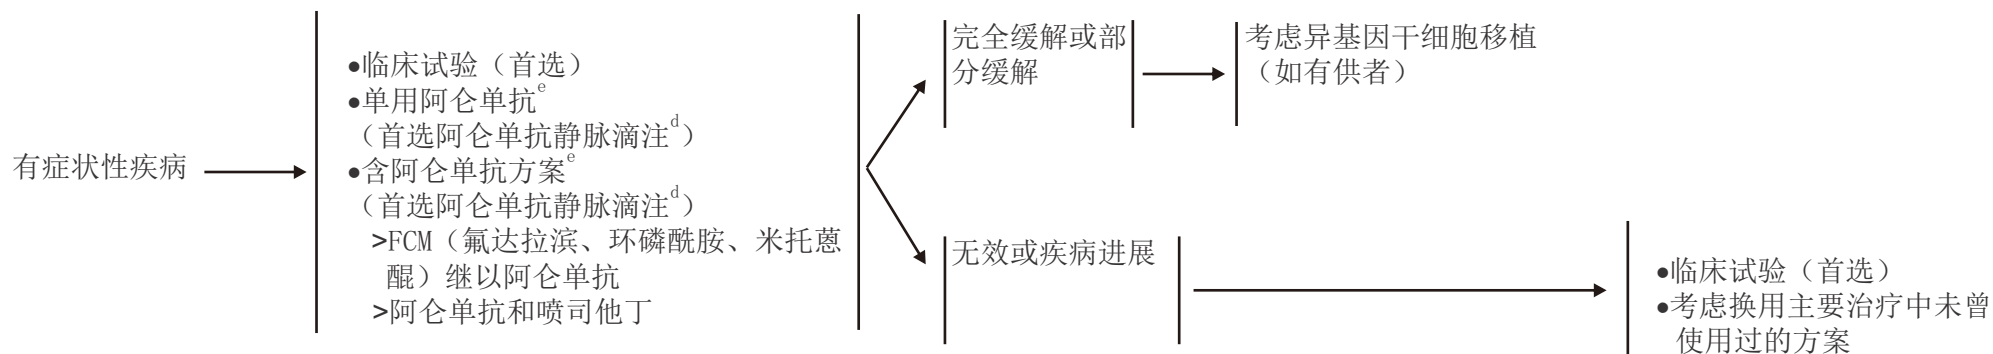 有症状性疾病
●临床试验（首选）
●单用阿仑单抗e
（首选阿仑单抗静脉滴注d）
●含阿仑单抗方案e
（首选阿仑单抗静脉滴注d）
>FCM（氟达拉滨、环磷酰胺、米托蒽
醌）继以阿仑单抗
>阿仑单抗和喷司他丁
完全缓解或部
分缓解
考虑异基因干细胞移植
（如有供者）
无效或疾病进展
●临床试验（首选）
●考虑换用主要治疗中未曾
使用过的方案